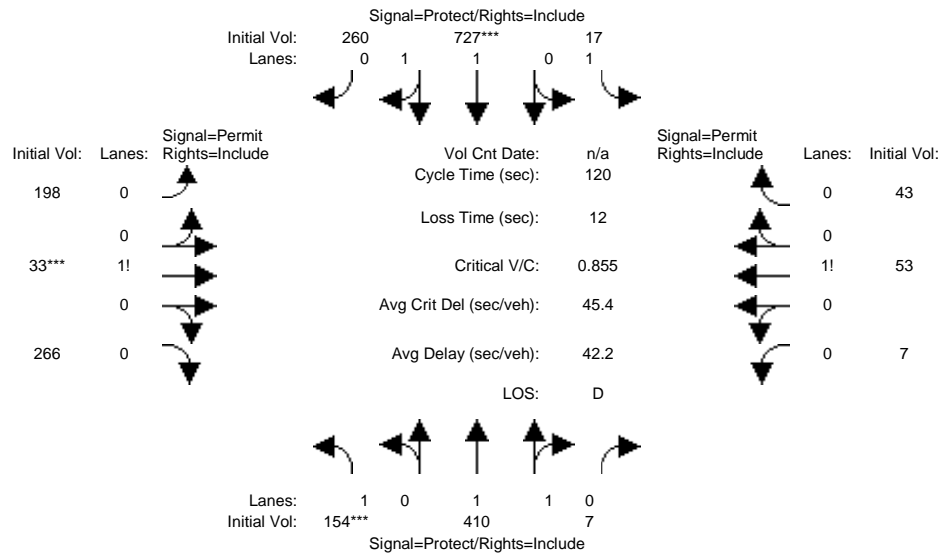 Signal=Protect/Rights=Include
Initial Vol: 260 727*** 17
Lanes: 0 1 1 0 1
Signal=Permit Signal=Permit
Initial Vol: Lanes: Rights=Include Vol Cnt Date: n/a Rights=Include Lanes: Initial Vol:
Cycle Time (sec): 120
198 0 0 43
Loss Time (sec): 12
0 0
33*** 1! Critical V/C: 0.855 1! 53
0 Avg Crit Del (sec/veh): 45.4 0
266 0 Avg Delay (sec/veh): 42.2 0 7
LOS: D
Lanes: 1 0 1 1 0
Initial Vol: 154*** 410 7
Signal=Protect/Rights=Include